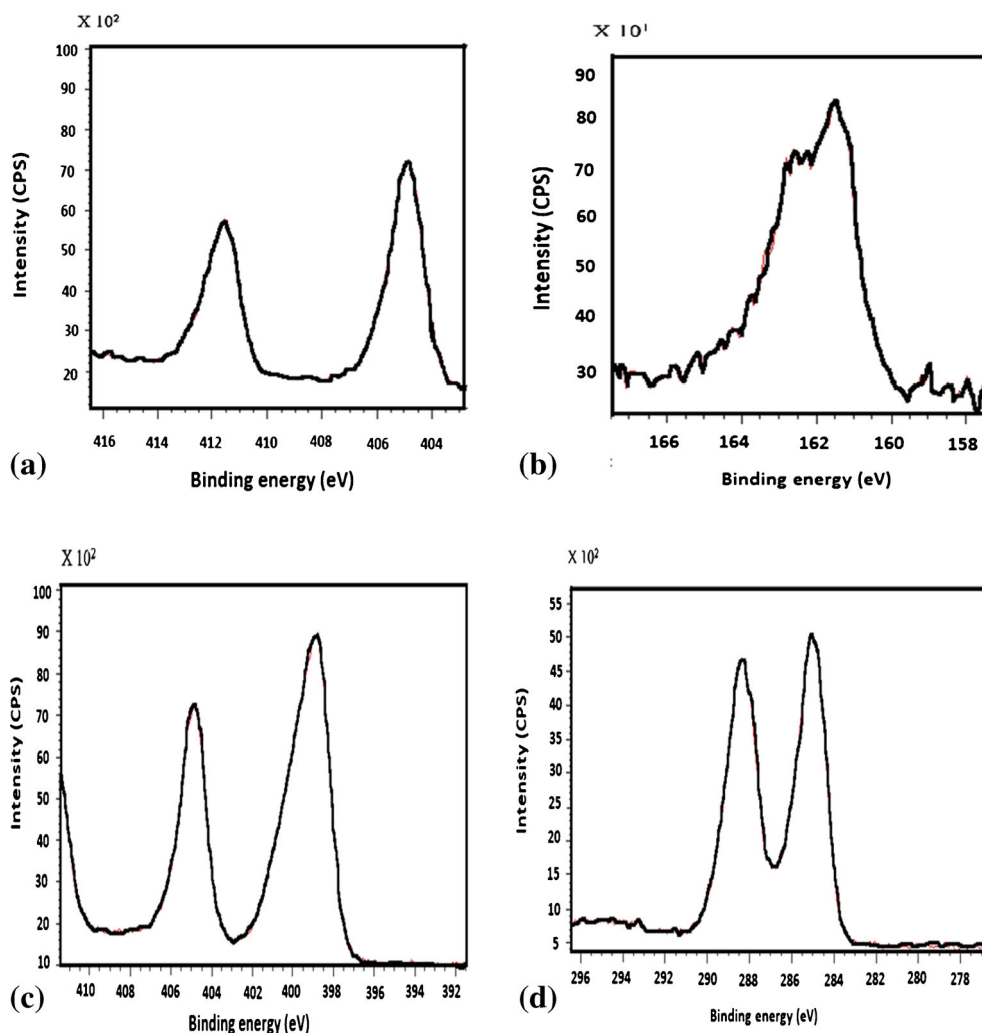 X 10²
100
90
80
70
60
50
40
30
20
Intensity (CPS)
416 414 412 410 408 406 404
Binding energy (eV)
(a)
X 10¹
90
80
70
60
50
40
30
Intensity (CPS)
166 164 162 160 158
:
Binding energy (eV)
(b)
X 10²
100
90
80
70
60
50
40
30
20
10
Intensity (CPS)
410 408 406 404 402 400 398 396 394 392
Binding energy (eV)
(c)
X 10²
55
50
45
40
35
30
25
20
15
10
5
Intensity (CPS)
296 294 292 290 288 286 284 282 280 278
Binding energy (eV)
(d)